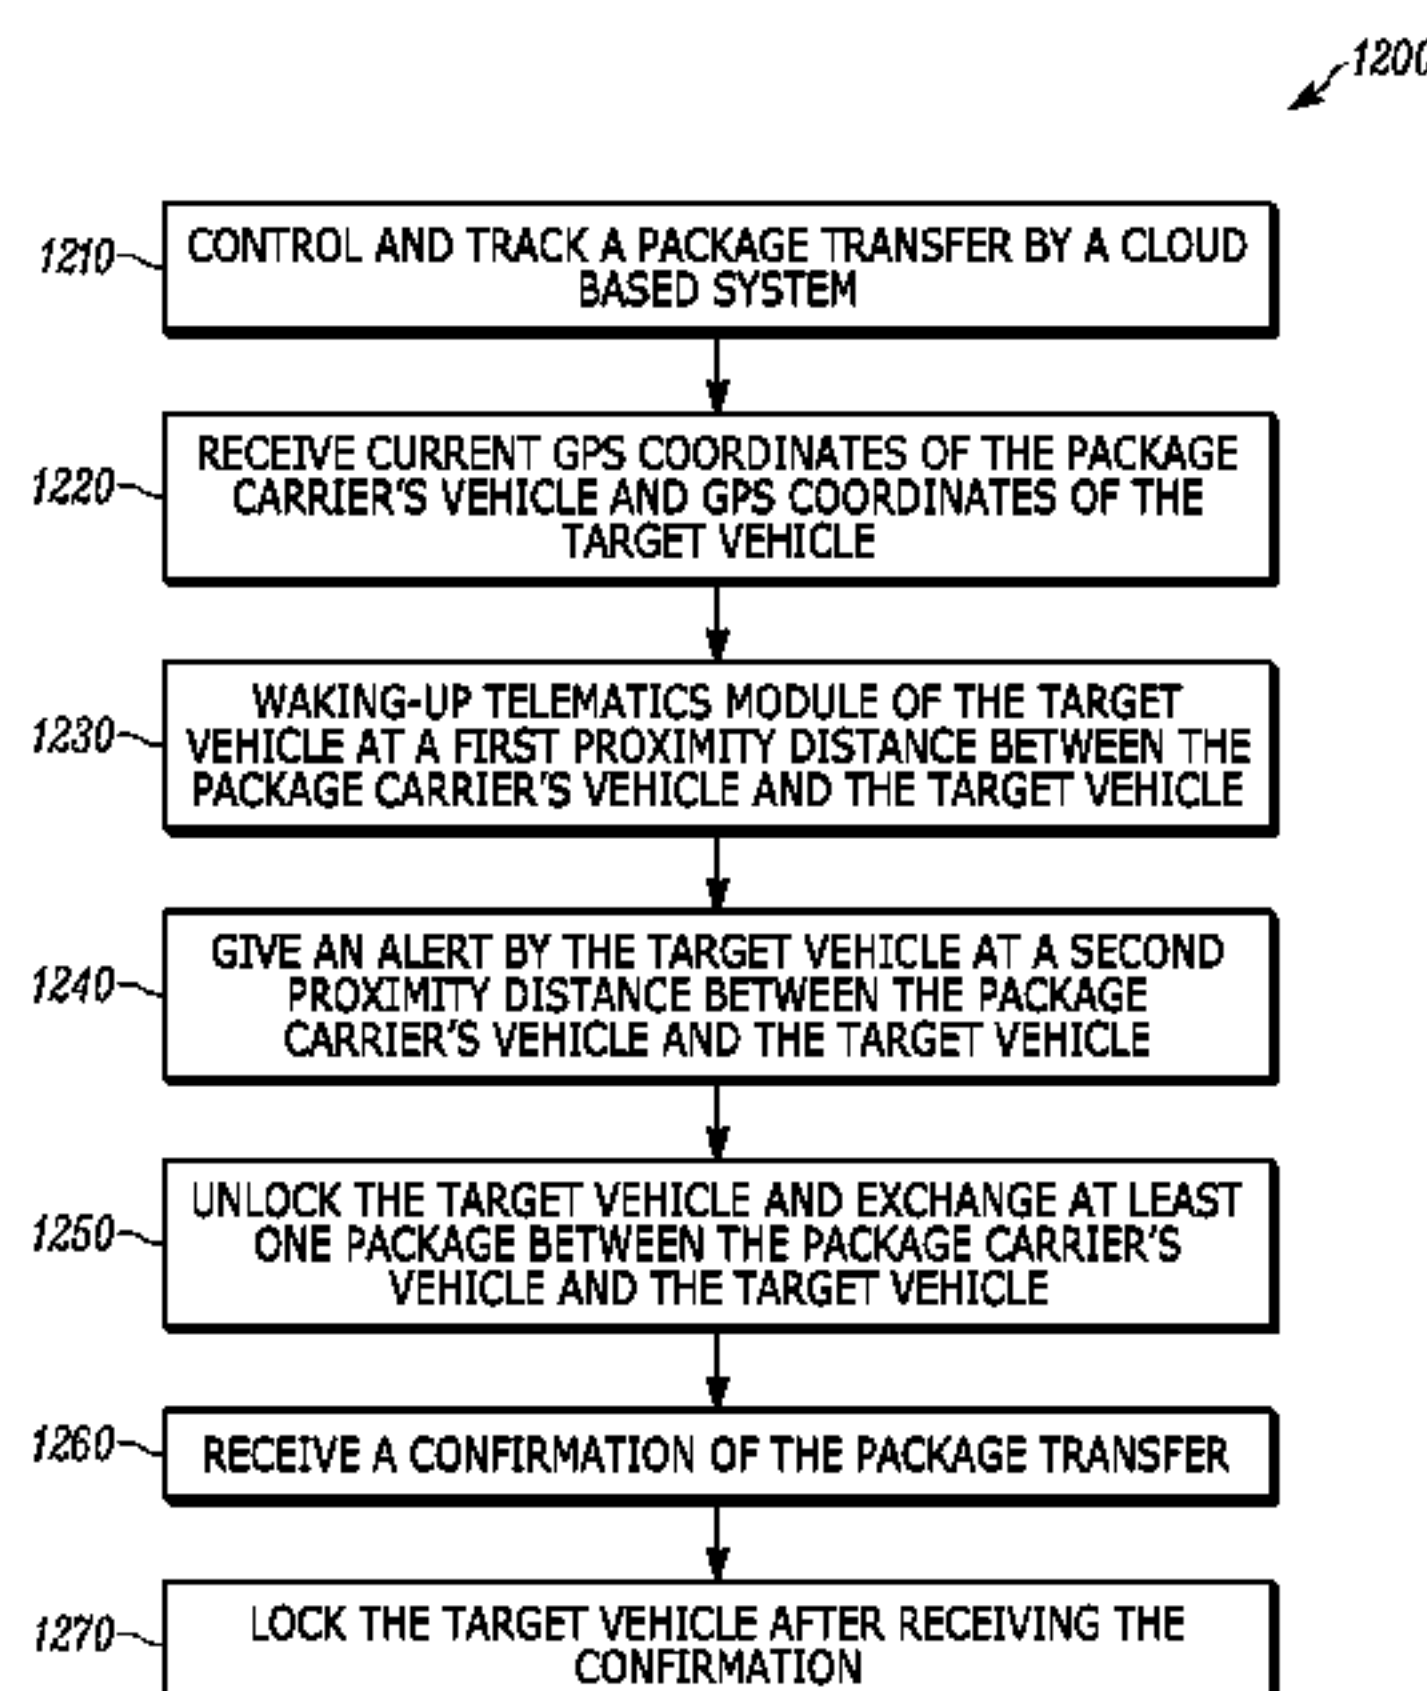 1200
1210
CONTROL AND TRACK A PACKAGE TRANSFER BY A CLOUD
BASED SYSTEM
1220
RECEIVE CURRENT GPS COORDINATES OF THE PACKAGE
CARRIER'S VEHICLE AND GPS COORDINATES OF THE
TARGET VEHICLE
1230
WAKING-UP TELEMATICS MODULE OF THE TARGET
VEHICLE AT A FIRST PROXIMITY DISTANCE BETWEEN THE
PACKAGE CARRIER'S VEHICLE AND THE TARGET VEHICLE
1240
GIVE AN ALERT BY THE TARGET VEHICLE AT A SECOND
PROXIMITY DISTANCE BETWEEN THE PACKAGE
CARRIER'S VEHICLE AND THE TARGET VEHICLE
1250
UNLOCK THE TARGET VEHICLE AND EXCHANGE AT LEAST
ONE PACKAGE BETWEEN THE PACKAGE CARRIER'S
VEHICLE AND THE TARGET VEHICLE
1260
RECEIVE A CONFIRMATION OF THE PACKAGE TRANSFER
1270
LOCK THE TARGET VEHICLE AFTER RECEIVING THE
CONFIRMATION